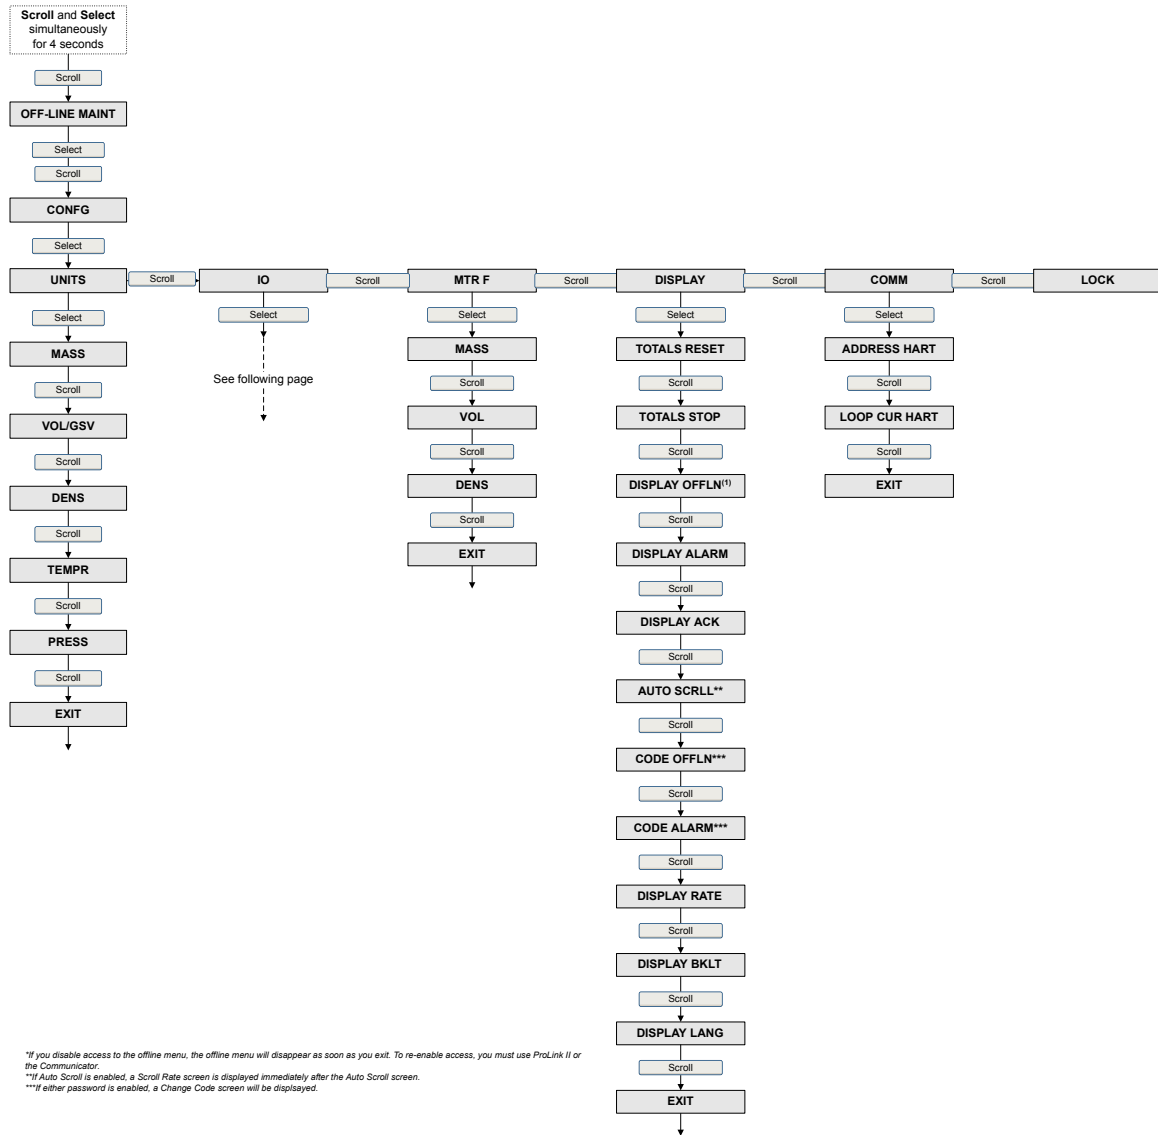 Scroll and Select
simultaneously
for 4 seconds
Scroll
OFF-LINE MAINT
Select
Scroll
CONFG
Select
UNITS
Scroll
IO
Scroll
MTR F
Scroll
DISPLAY
Scroll
COMM
Scroll
LOCK
Select
MASS
Scroll
VOL/GSV
Scroll
DENS
Scroll
TEMPR
Scroll
PRESS
Scroll
EXIT
Select
See following page
Select
MASS
Scroll
VOL
Scroll
DENS
Scroll
EXIT
Select
TOTALS RESET
Scroll
TOTALS STOP
Scroll
DISPLAY OFFLN(1)
Scroll
DISPLAY ALARM
Scroll
DISPLAY ACK
Scroll
AUTO SCRLL**
Scroll
CODE OFFLN***
Scroll
CODE ALARM***
Scroll
DISPLAY RATE
Scroll
DISPLAY BKLT
Scroll
DISPLAY LANG
Scroll
EXIT
Select
ADDRESS HART
Scroll
LOOP CUR HART
Scroll
EXIT
*If you disable access to the offline menu, the offline menu will disappear as soon as you exit. To re-enable access, you must use ProLink II or
the Communicator.
**If Auto Scroll is enabled, a Scroll Rate screen is displayed immediately after the Auto Scroll screen.
***If either password is enabled, a Change Code screen will be displsayed.